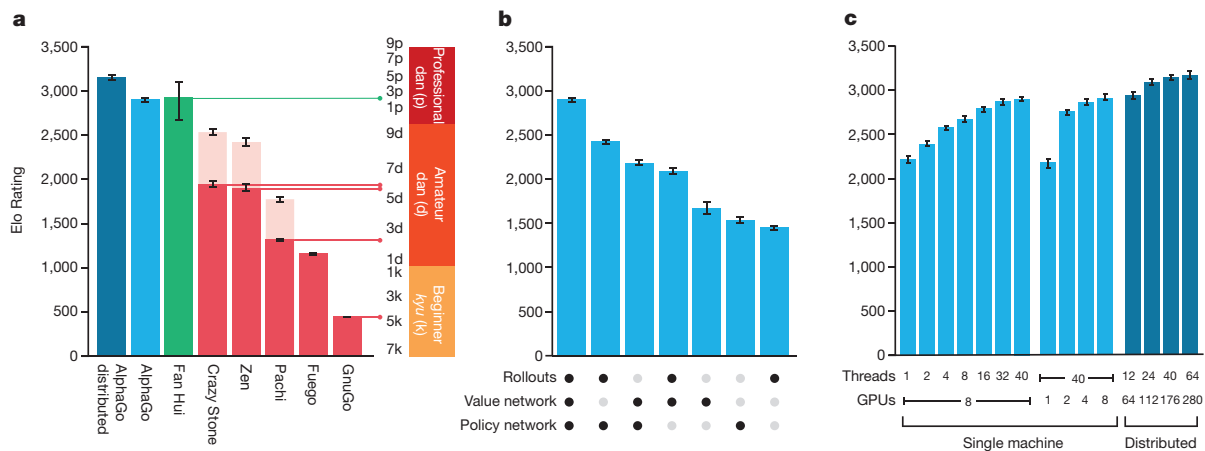 a
Elo Rating
3,500
3,000
2,500
2,000
1,500
1,000
500
0
AlphaGo
distributed
AlphaGo
Fan Hui
Crazy Stone
Zen
Pachi
Fuego
GnuGo
9p
7p
5p
3p
1p
9d
7d
5d
3d
1d
1k
3k
5k
7k
Professional
dan (p)
Amateur
dan (d)
Beginner
kyu (k)
b
3,500
3,000
2,500
2,000
1,500
1,000
500
0
Rollouts
Value network
Policy network
c
3,500
3,000
2,500
2,000
1,500
1,000
500
0
Threads 1 2 4 8 16 32 40 40 12 24 40 64
GPUs 8 1 2 4 8 64 112 176 280
Single machine Distributed